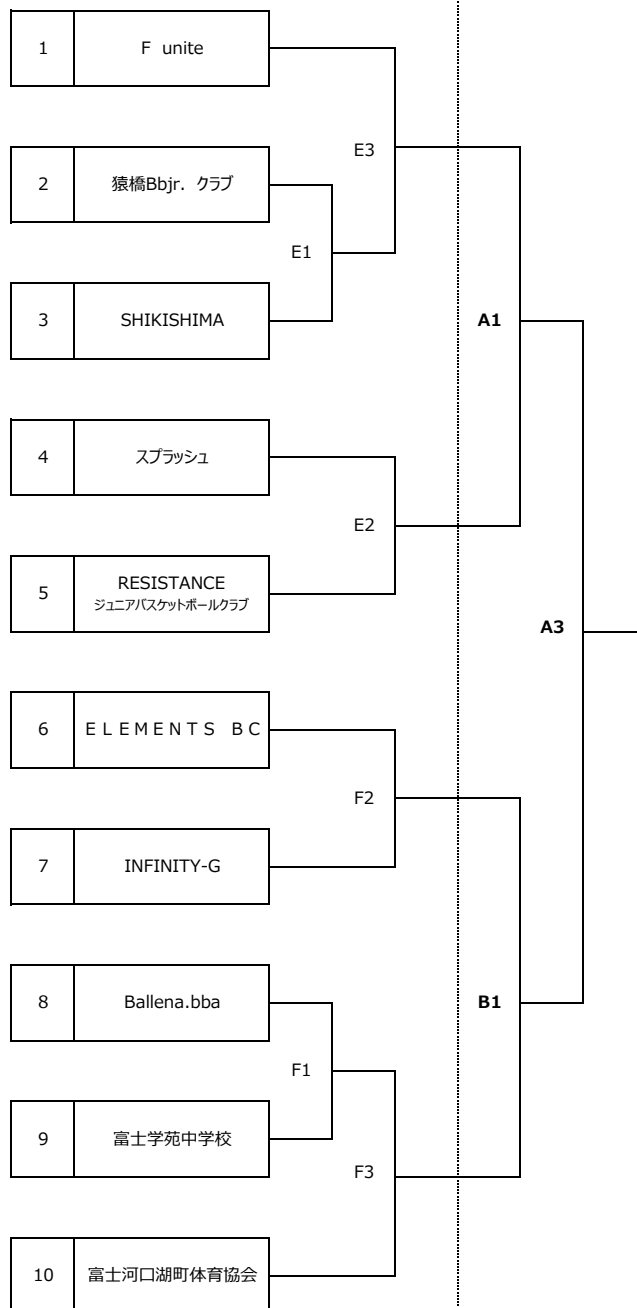 1 F unite
E3
2 猿橋Bbjr. クラブ
E1
3 SHIKISHIMA
A1
4 スプラッシュ
E2
5 RESISTANCE
ジュニアバスケットボールクラブ
A3
6 ＥＬＥＭＥＮＴＳ ＢＣ
F2
7 INFINITY-G
8 Ballena.bba
B1
F1
9 富士学苑中学校
F3
10 富士河口湖町体育協会